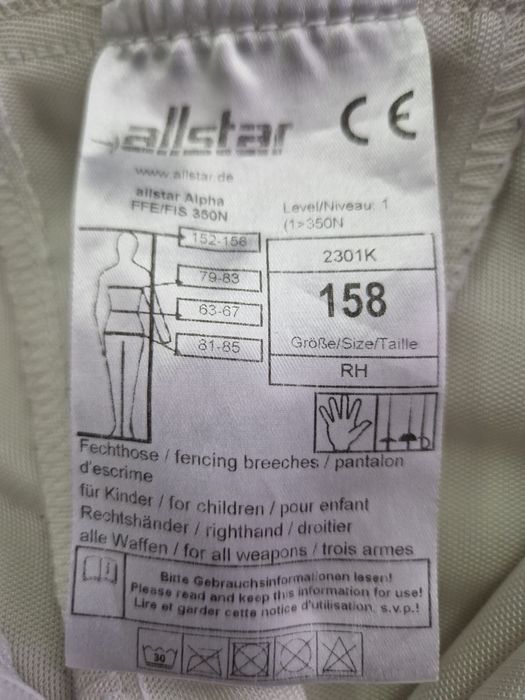 allstar CE
www.allstar.de
allstar Alpha
FFE/FIS 350N
Level/Niveau: 1
(1>350N
152-156
79-83
63-67
81-85
2301K
158
Größe/Size/Taille
RH
Fechthose / fencing breeches / pantalon
d'escrime
für Kinder / for children / pour enfant
Rechtshänder / righthand / droitier
alle Waffen / for all weapons / trois armes
Bitte Gebrauchsinformationen lesen!
Please read and keep this information for use!
Lire et garder cette notice d'utilisation, s.v.p.!
30